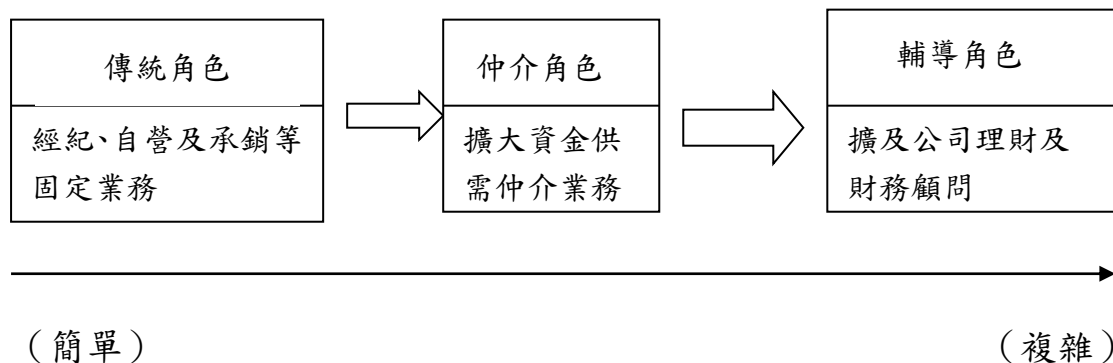 傳統角色
經紀、自營及承銷等
固定業務
仲介角色
擴大資金供
需仲介業務
輔導角色
擴及公司理財及
財務顧問
（簡單）
（複雜）